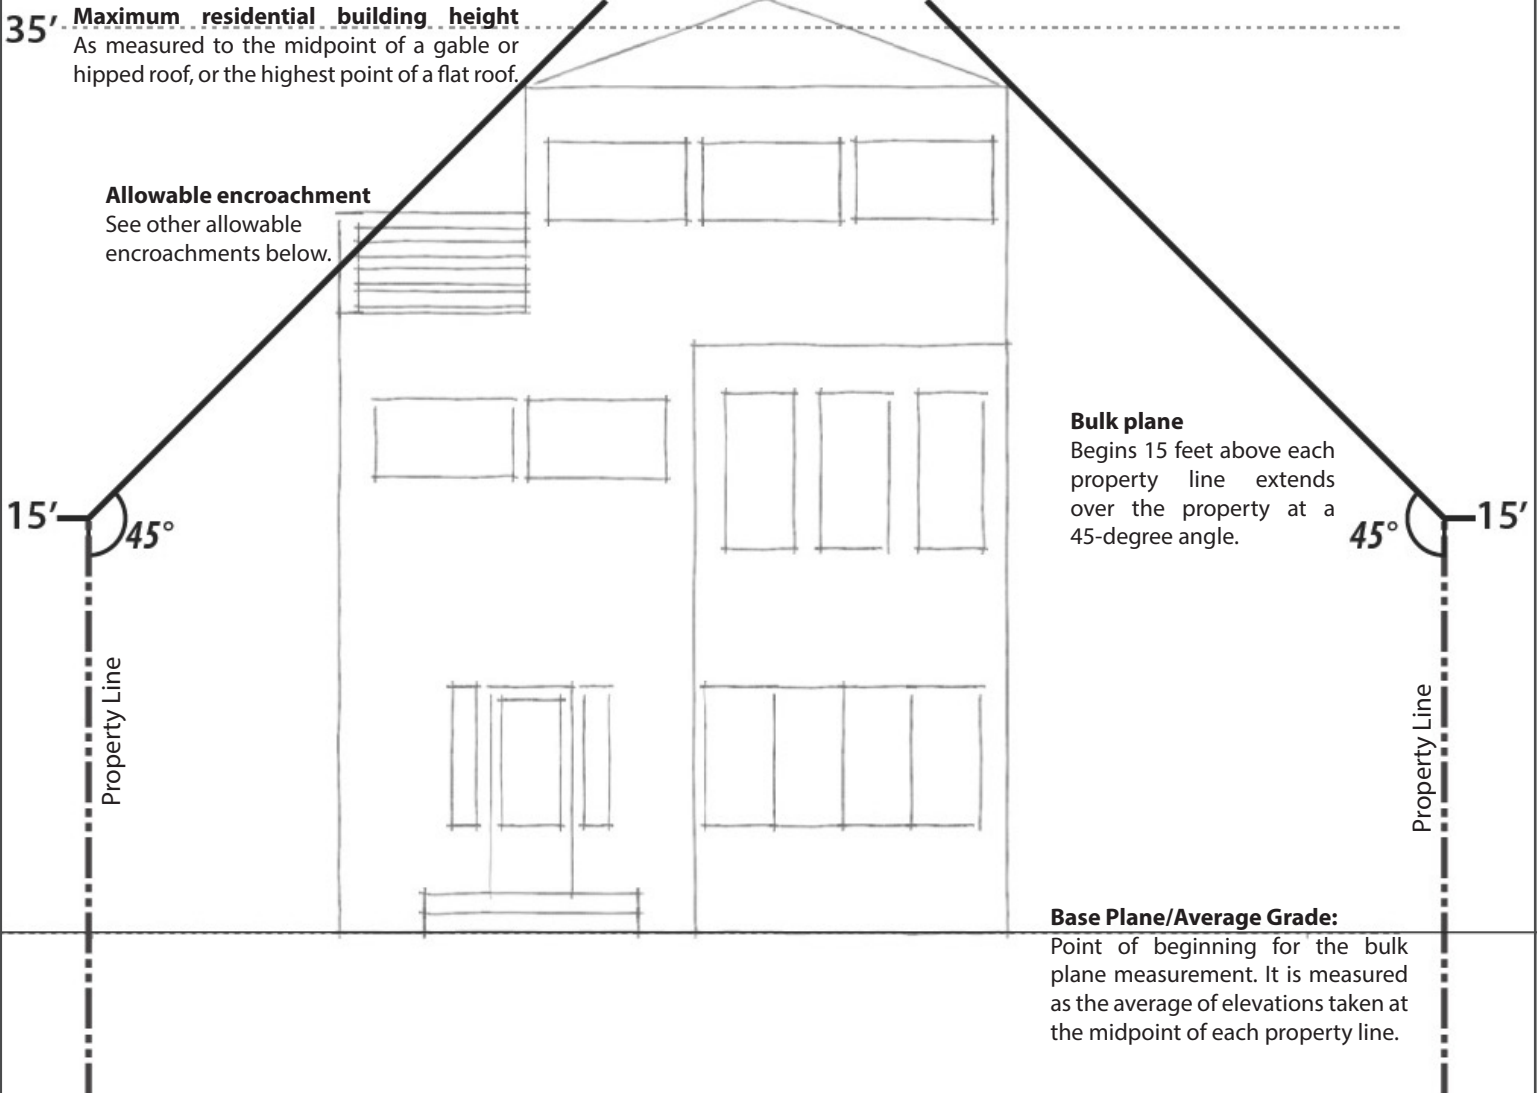 35′
Maximum residential building height
As measured to the midpoint of a gable or
hipped roof, or the highest point of a flat roof.
Allowable encroachment
See other allowable
encroachments below.
Bulk plane
Begins 15 feet above each
property line extends
over the property at a
45-degree angle.
15′
45°
45°
15′
Property Line
Property Line
Base Plane/Average Grade:
Point of beginning for the bulk
plane measurement. It is measured
as the average of elevations taken at
the midpoint of each property line.